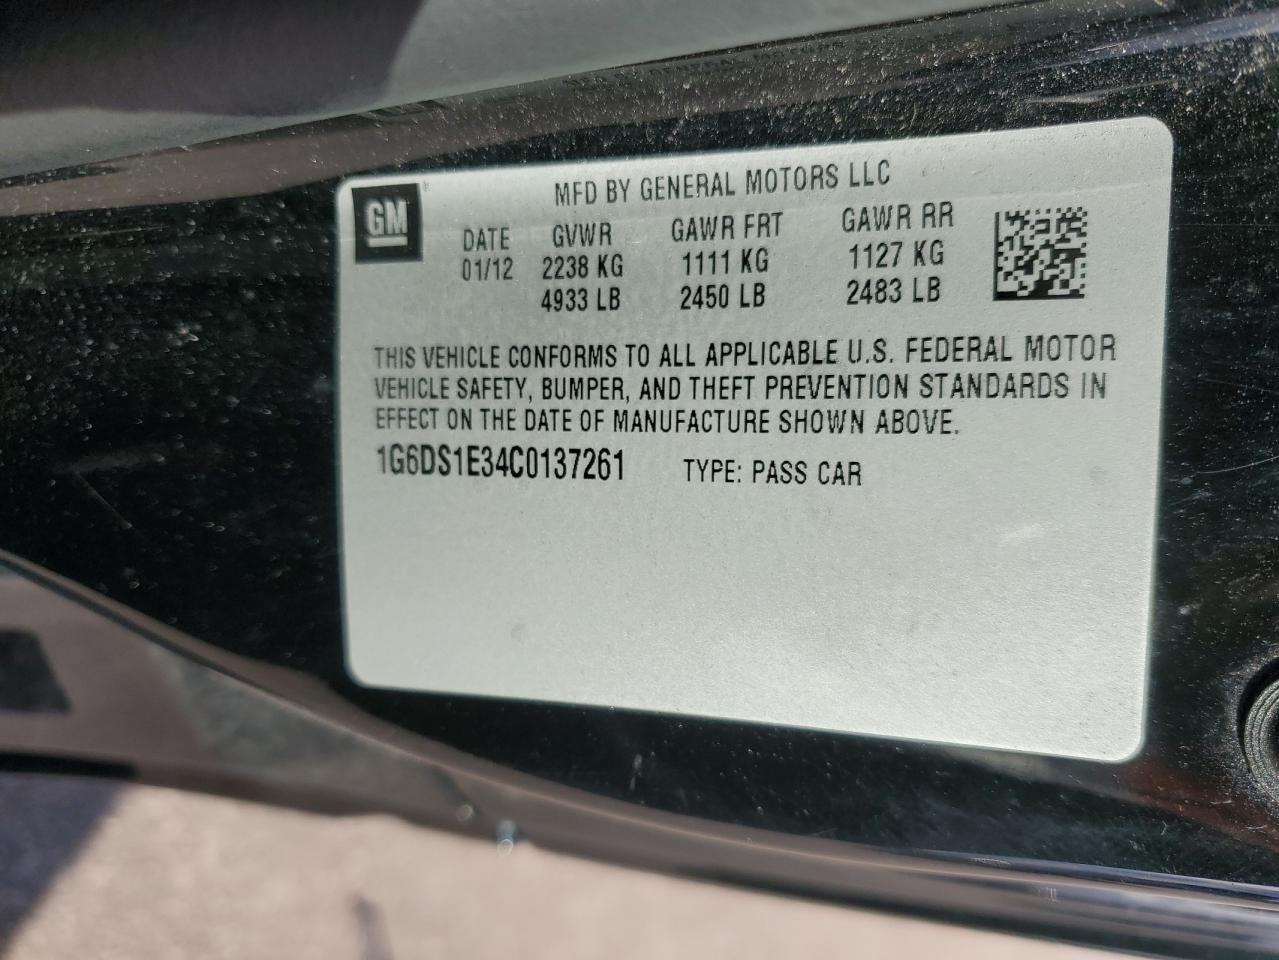 GM
MFD BY GENERAL MOTORS LLC
DATE GVWR GAWR FRT GAWR RR
01/12 2238 KG 1111 KG 1127 KG
4933 LB 2450 LB 2483 LB
THIS VEHICLE CONFORMS TO ALL APPLICABLE U.S. FEDERAL MOTOR
VEHICLE SAFETY, BUMPER, AND THEFT PREVENTION STANDARDS IN
EFFECT ON THE DATE OF MANUFACTURE SHOWN ABOVE.
1G6DS1E34C0137261 TYPE: PASS CAR